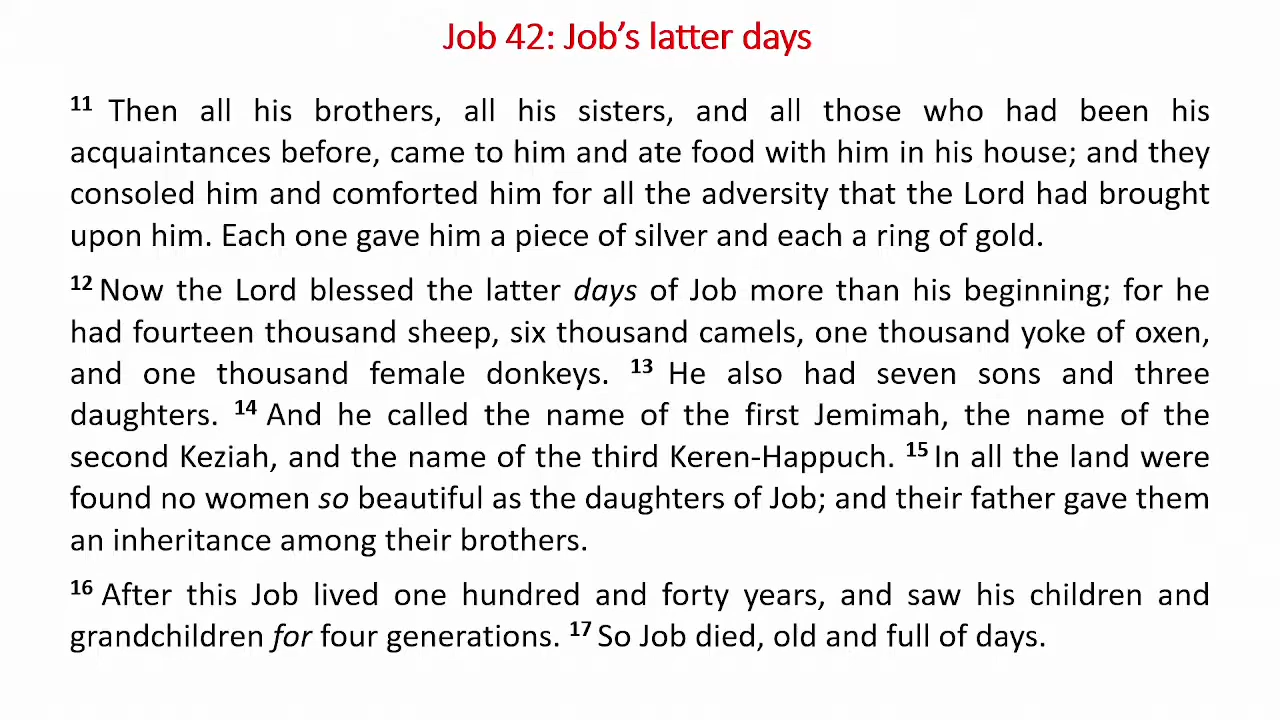 Job 42: Job’s latter days
11 Then all his brothers, all his sisters, and all those who had been his
acquaintances before, came to him and ate food with him in his house; and they
consoled him and comforted him for all the adversity that the Lord had brought
upon him. Each one gave him a piece of silver and each a ring of gold.
12 Now the Lord blessed the latter days of Job more than his beginning; for he
had fourteen thousand sheep, six thousand camels, one thousand yoke of oxen,
and one thousand female donkeys. 13 He also had seven sons and three
daughters. 14 And he called the name of the first Jemimah, the name of the
second Keziah, and the name of the third Keren-Happuch. 15 In all the land were
found no women so beautiful as the daughters of Job; and their father gave them
an inheritance among their brothers.
16 After this Job lived one hundred and forty years, and saw his children and
grandchildren for four generations. 17 So Job died, old and full of days.